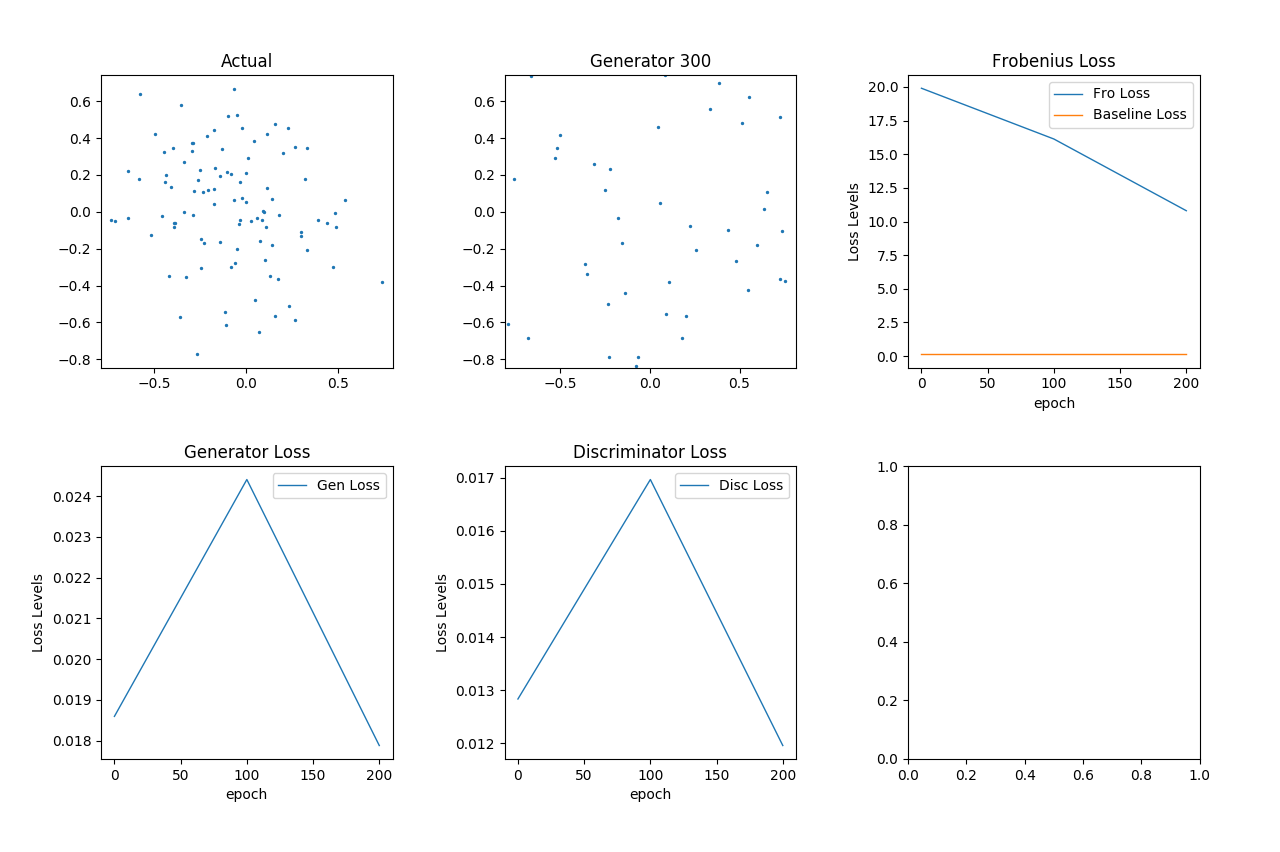 Actual
0.6
0.4
0.2
0.0
−0.2
−0.4
−0.6
−0.8
−0.5 0.0 0.5
Generator 300
0.6
0.4
0.2
0.0
−0.2
−0.4
−0.6
−0.8
−0.5 0.0 0.5
Frobenius Loss
Fro Loss
Baseline Loss
Loss Levels
20.0
17.5
15.0
12.5
10.0
7.5
5.0
2.5
0.0
0 50 100 150 200
epoch
Generator Loss
Gen Loss
Loss Levels
0.024
0.023
0.022
0.021
0.020
0.019
0.018
0 50 100 150 200
epoch
Discriminator Loss
Disc Loss
Loss Levels
0.017
0.016
0.015
0.014
0.013
0.012
0 50 100 150 200
epoch
1.0
0.8
0.6
0.4
0.2
0.0
0.0 0.2 0.4 0.6 0.8 1.0